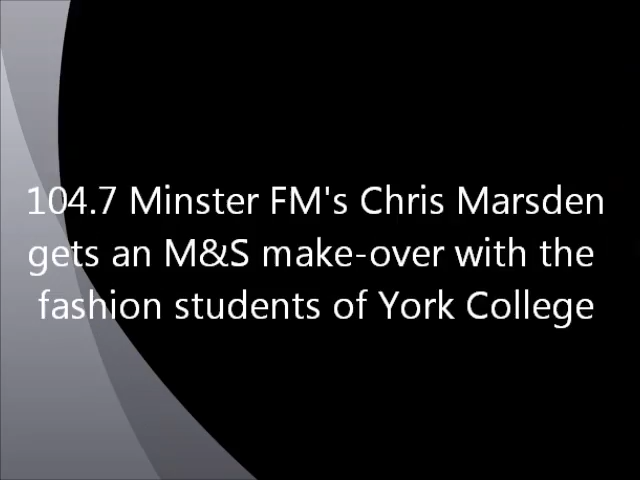 104.7 Minster FM's Chris Marsden
gets an M&S make-over with the
fashion students of York College